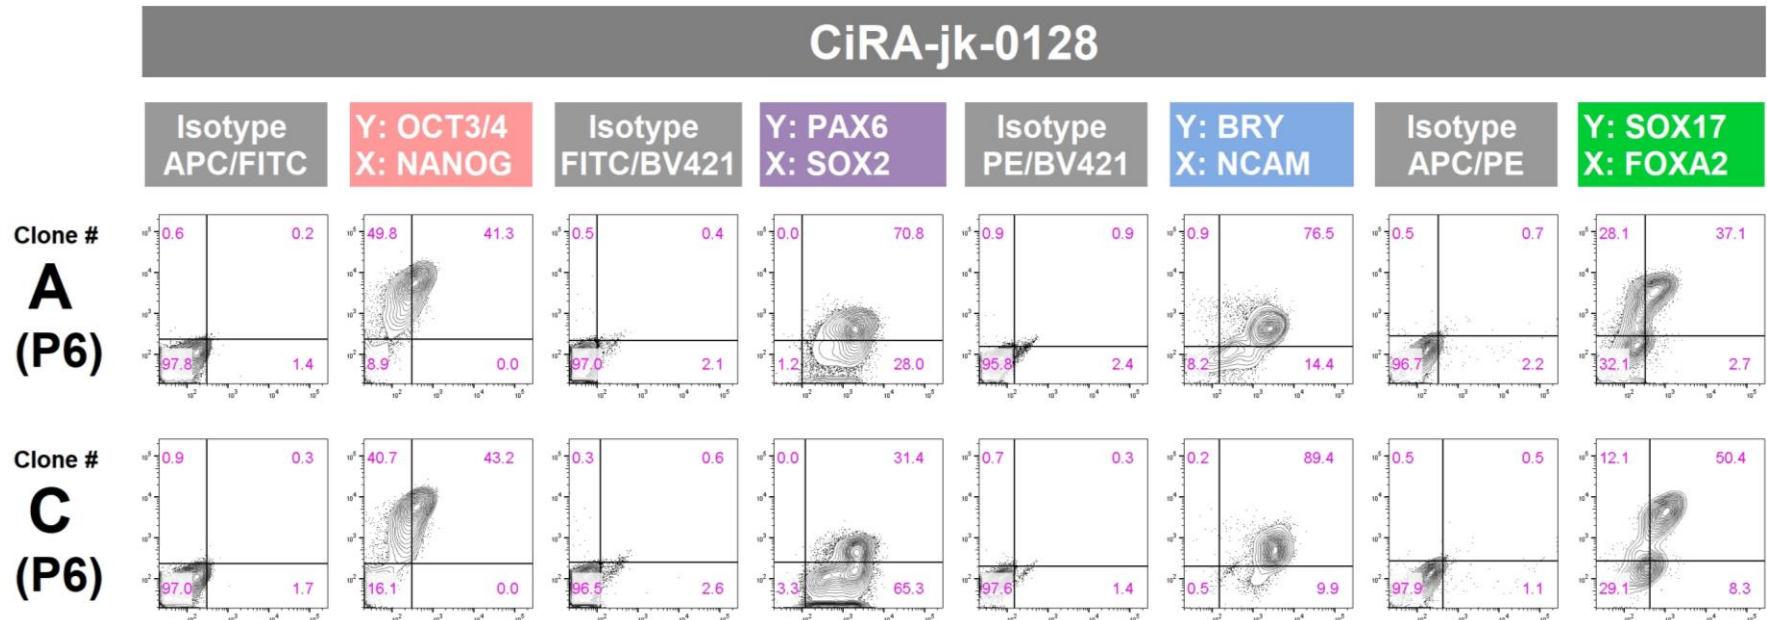 CiRA-jk-0128
Isotype
APC/FITC
Y: OCT3/4
X: NANOG
Isotype
FITC/BV421
Y: PAX6
X: SOX2
Isotype
PE/BV421
Y: BRY
X: NCAM
Isotype
APC/PE
Y: SOX17
X: FOXA2
Clone #
A
(P6)
0.6 0.2
97.8 1.4
49.8 41.3
8.9 0.0
0.5 0.4
97.0 2.1
0.0 70.8
1.2 28.0
0.9 0.9
95.8 2.4
0.9 76.5
8.2 14.4
0.5 0.7
96.7 2.2
28.1 37.1
32.1 2.7
Clone #
C
(P6)
0.9 0.3
97.0 1.7
40.7 43.2
16.1 0.0
0.3 0.6
96.5 2.6
0.0 31.4
3.3 65.3
0.7 0.3
97.6 1.4
0.2 89.4
0.5 9.9
0.5 0.5
97.9 1.1
12.1 50.4
29.1 8.3